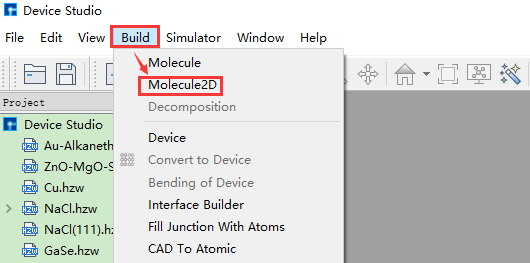 Device Studio
File Edit View Build Simulator Window Help
Molecule
Molecule2D
Decomposition
Device
Convert to Device
Bending of Device
Interface Builder
Fill Junction With Atoms
CAD To Atomic
Project
Device Studio
Au-Alkaneth
ZnO-MgO-S
Cu.hzw
NaCl.hzw
NaCl(111).hz
GaSe.hzw